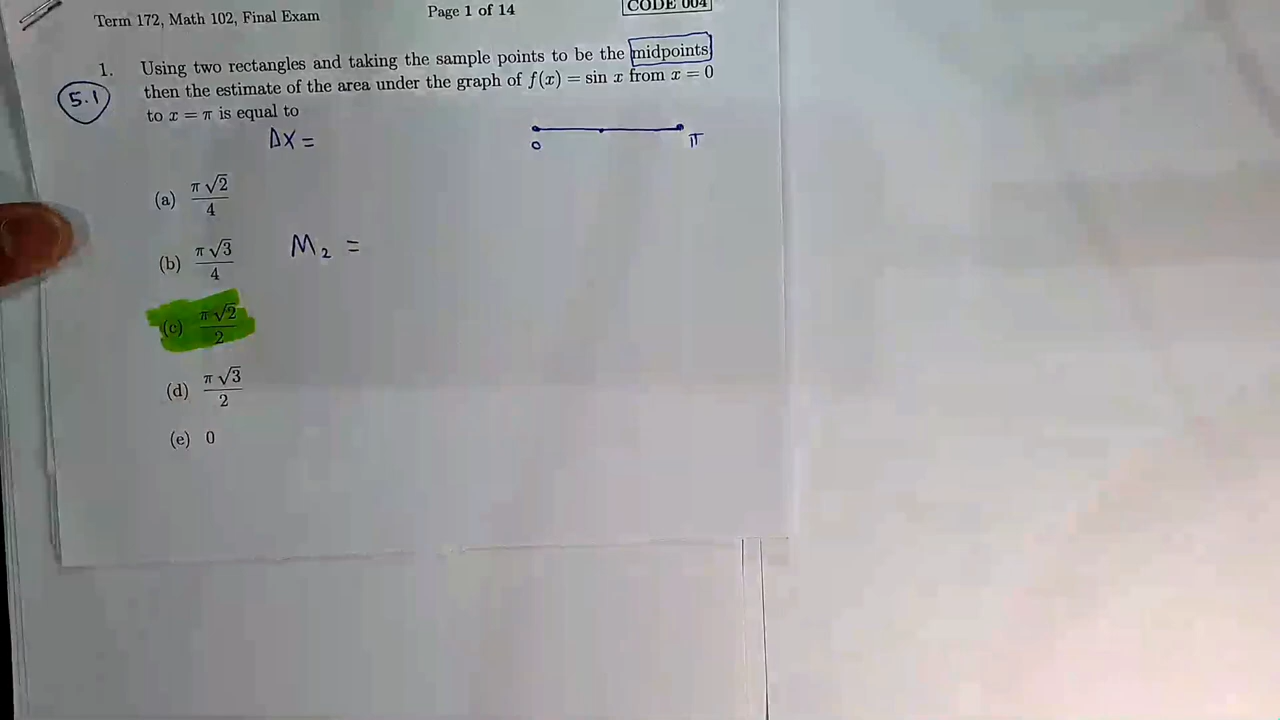 Term 172, Math 102, Final Exam Page 1 of 14 CODE 004
1. Using two rectangles and taking the sample points to be the midpoints
5.1 then the estimate of the area under the graph of f(x) = sin x from x = 0
to x = π is equal to
Δx =
0 π
(a) π√2/4
(b) π√3/4 M₂ =
(c) π√2/2
(d) π√3/2
(e) 0